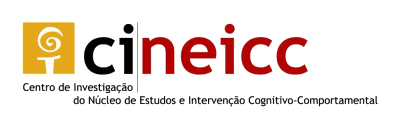 cineicc
Centro de Investigação
do Núcleo de Estudos e Intervenção Cognitivo-Comportamental